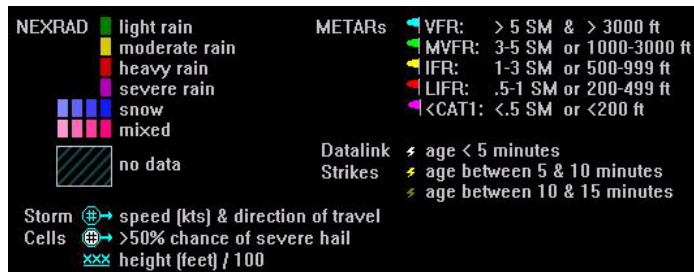 NEXRAD light rain METARs VFR: > 5 SM & > 3000 ft
moderate rain MVFR: 3-5 SM or 1000-3000 ft
heavy rain IFR: 1-3 SM or 500-999 ft
severe rain LIFR: .5-1 SM or 200-499 ft
snow <CAT1: <.5 SM or <200 ft
mixed
no data Datalink age < 5 minutes
Strikes age between 5 & 10 minutes
age between 10 & 15 minutes
Storm # speed (kts) & direction of travel
Cells # >50% chance of severe hail
XXX height (feet) / 100